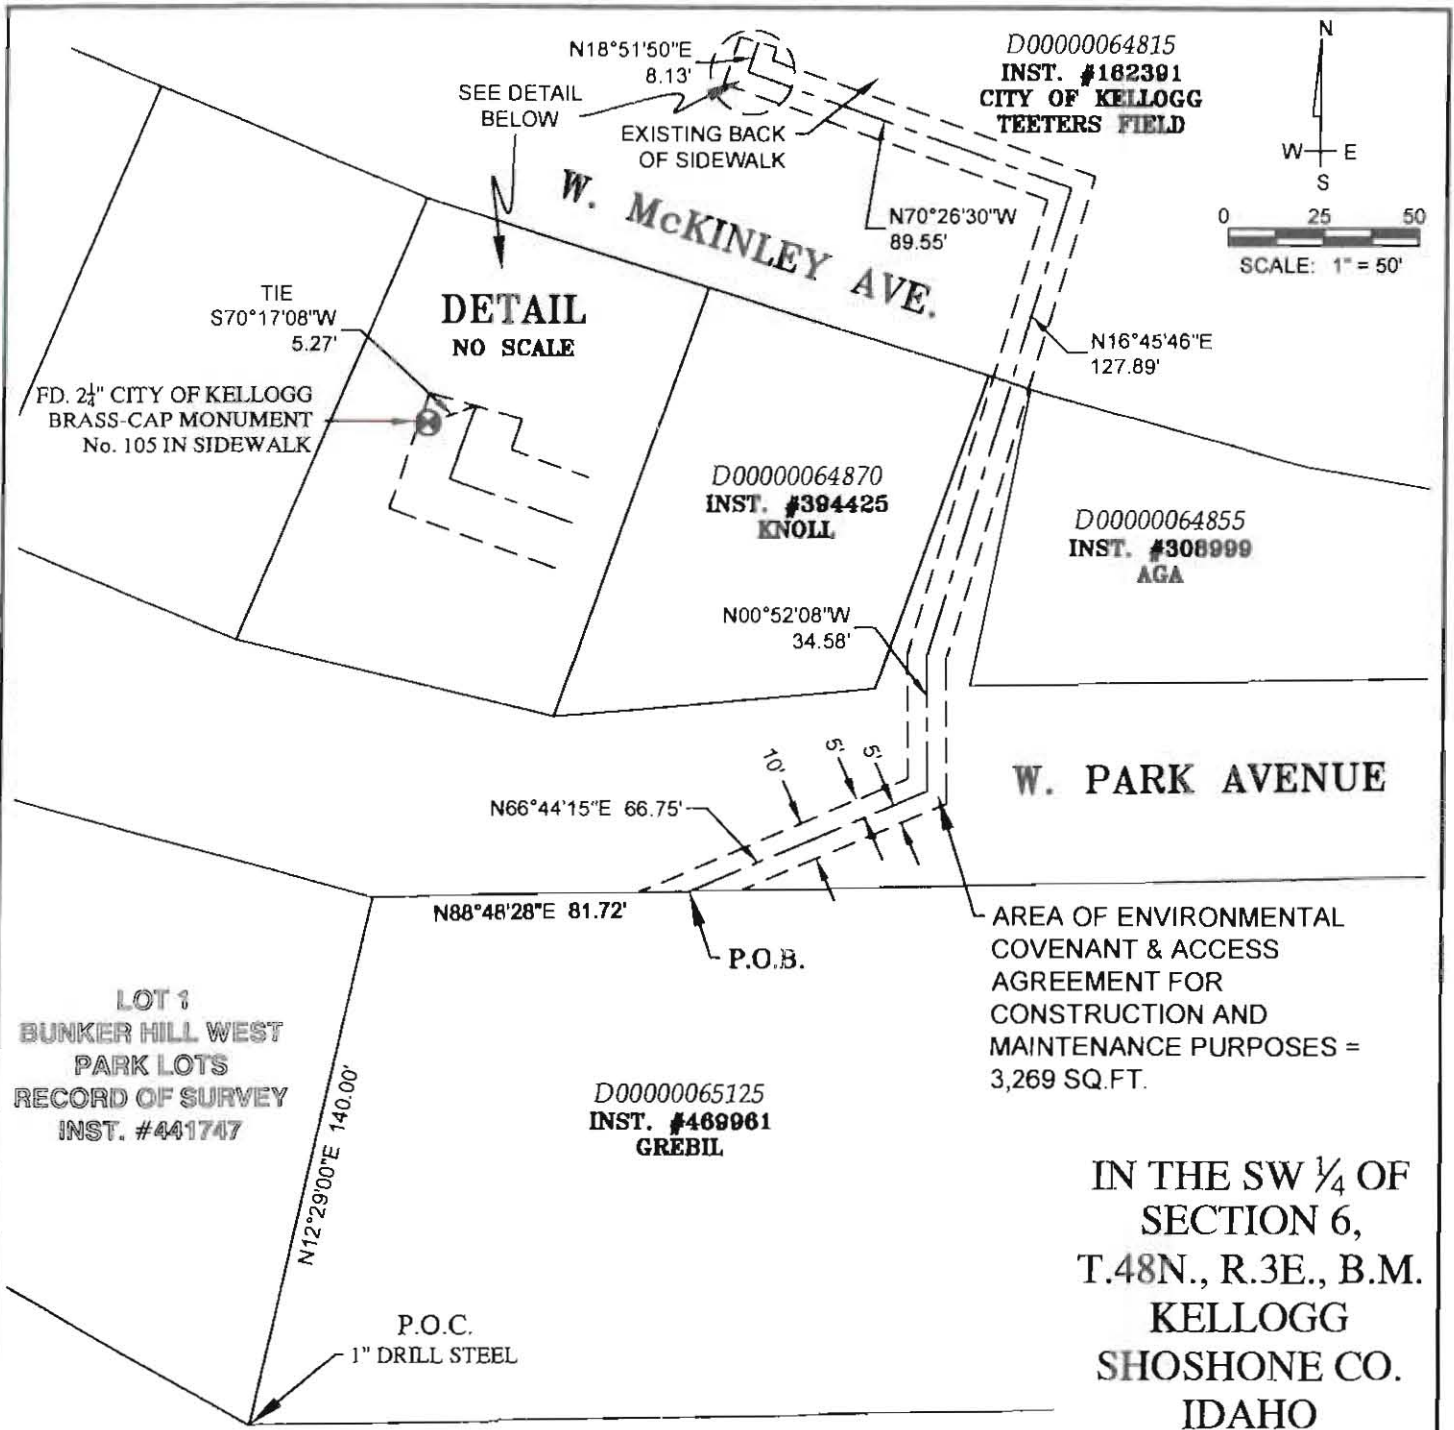 N18°51'50"E
8.13'
SEE DETAIL
BELOW
EXISTING BACK
OF SIDEWALK
D00000064815
INST. #162391
CITY OF KELLOGG
TEETERS FIELD
N
W E
S
0 25 50
SCALE: 1" = 50'
W. McKINLEY AVE.
N70°26'30"W
89.55'
TIE
S70°17'08"W
5.27'
DETAIL
NO SCALE
N16°45'46"E
127.89'
FD. 2¼" CITY OF KELLOGG
BRASS-CAP MONUMENT
No. 105 IN SIDEWALK
D00000064870
INST. #394425
KNOLL
D00000064855
INST. #308999
AGA
N00°52'08"W
34.58'
10' 5' 5'
W. PARK AVENUE
N66°44'15"E 66.75'
N88°48'28"E 81.72'
P.O.B.
AREA OF ENVIRONMENTAL
COVENANT & ACCESS
AGREEMENT FOR
CONSTRUCTION AND
MAINTENANCE PURPOSES =
3,269 SQ.FT.
LOT 1
BUNKER HILL WEST
PARK LOTS
RECORD OF SURVEY
INST. #441747
N12°29'00"E 140.00'
D00000065125
INST. #469961
GREBIL
P.O.C.
1" DRILL STEEL
IN THE SW ¼ OF
SECTION 6,
T.48N., R.3E., B.M.
KELLOGG
SHOSHONE CO.
IDAHO